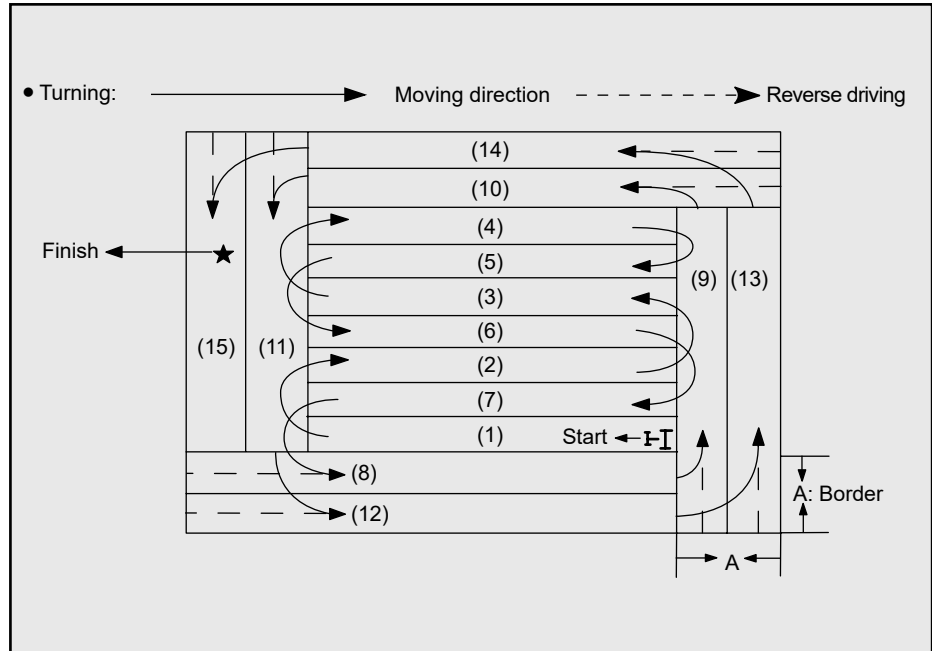 • Turning: Moving direction Reverse driving
(14)
(10)
(4)
Finish
(5)
(9) (13)
(3)
(6)
(15) (11)
(2)
(7)
(1) Start
(8)
A: Border
(12)
A